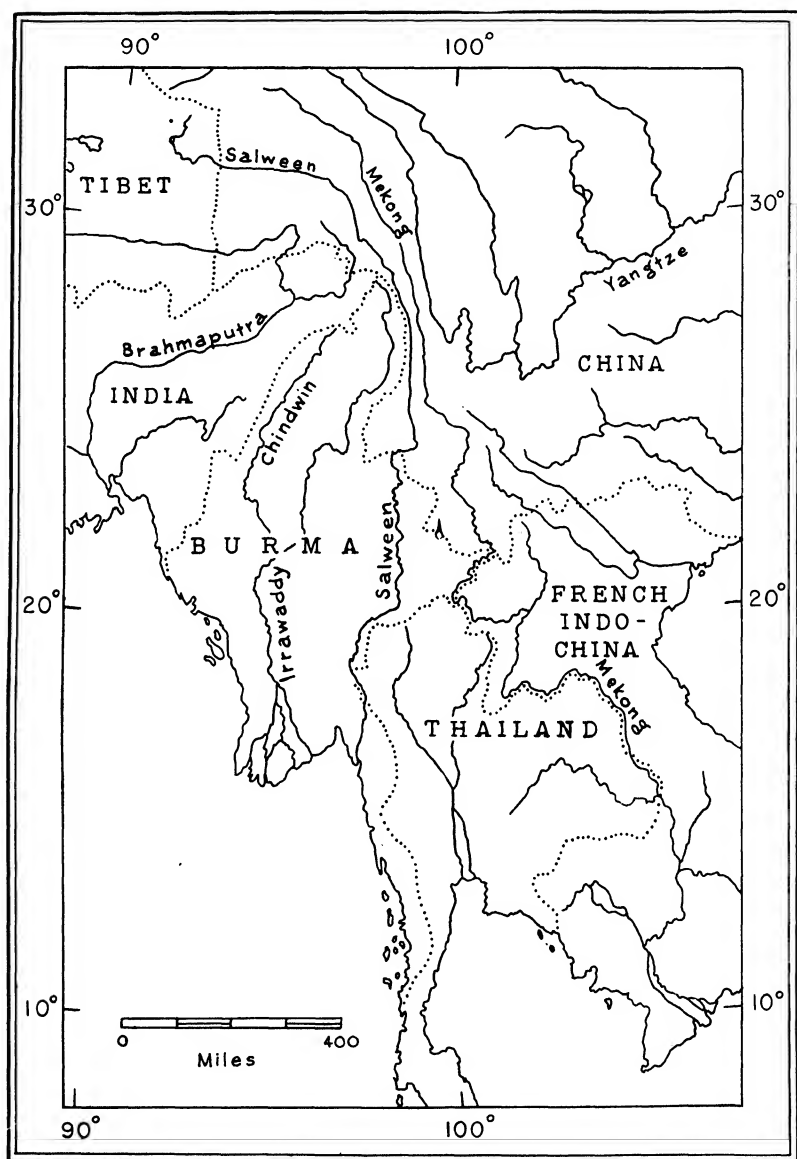 90° 100°
Salween
Mekong
TIBET
30° 30°
Yangtze
Brahmaputra
CHINA
INDIA
Chindwin
BURMA
Salween
20° 20°
FRENCH
INDO-
CHINA
Irrawaddy
Mekong
THAILAND
10° 10°
0 400
Miles
90° 100°